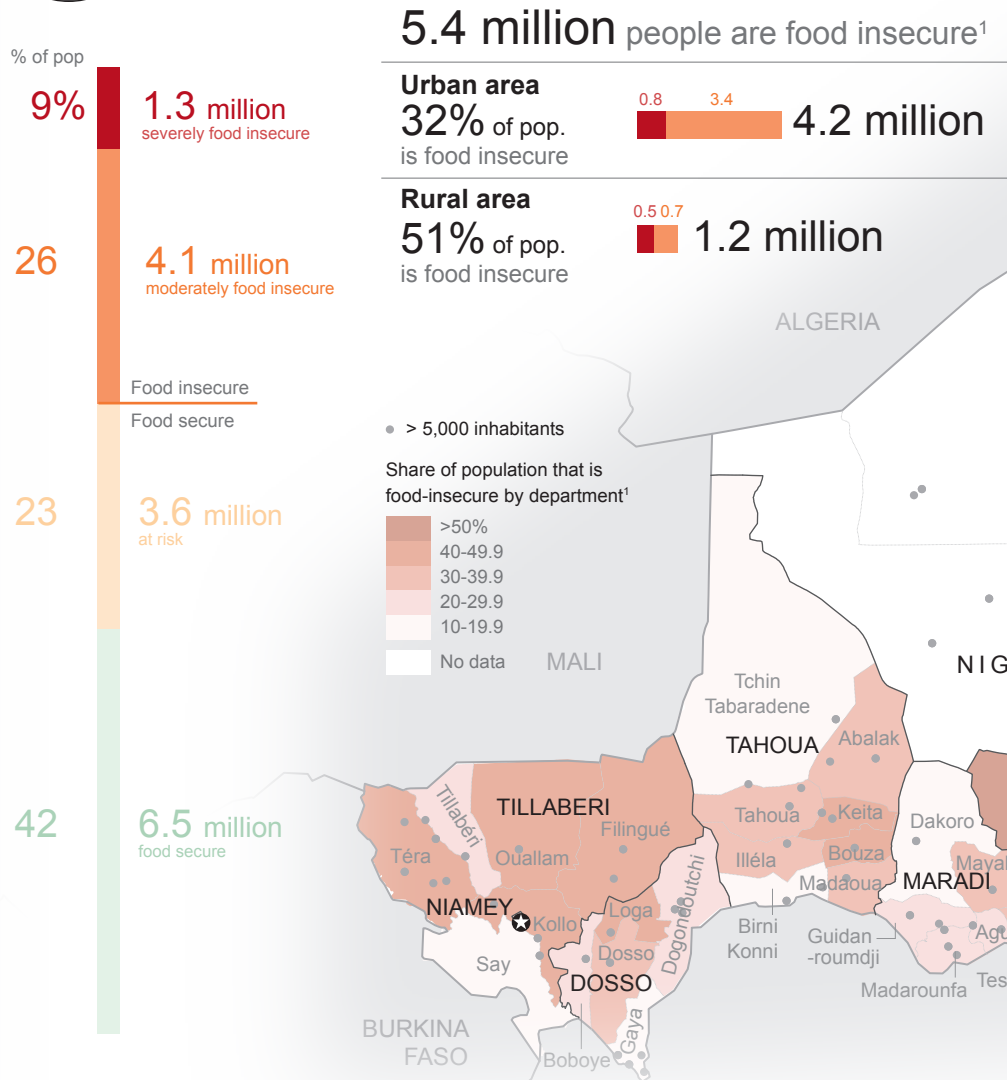 % of pop
9%
1.3 million
severely food insecure
26
4.1 million
moderately food insecure
Food insecure
Food secure
23
3.6 million
at risk
42
6.5 million
food secure
5.4 million people are food insecure¹
Urban area
32% of pop.
is food insecure
0.8 3.4
4.2 million
Rural area
51% of pop.
is food insecure
0.5 0.7
1.2 million
> 5,000 inhabitants
Share of population that is
food-insecure by department¹
>50%
40-49.9
30-39.9
20-29.9
10-19.9
No data
ALGERIA
MALI
NIG
Tchin
Tabaradene
TAHOUA
Abalak
Tillabéri
TILLABERI
Filingué
Tahoua
Keita
Dakoro
Téra
Ouallam
Illéla
Bouza
Mayah
Madaoua
MARADI
NIAMEY
Kollo
Loga
Dogondoutchi
Birni
Konni
Guidan
-roumdji
Agu
Say
Dosso
DOSSO
Madarounfa
Tes
BURKINA
FASO
Boboye
Gaya